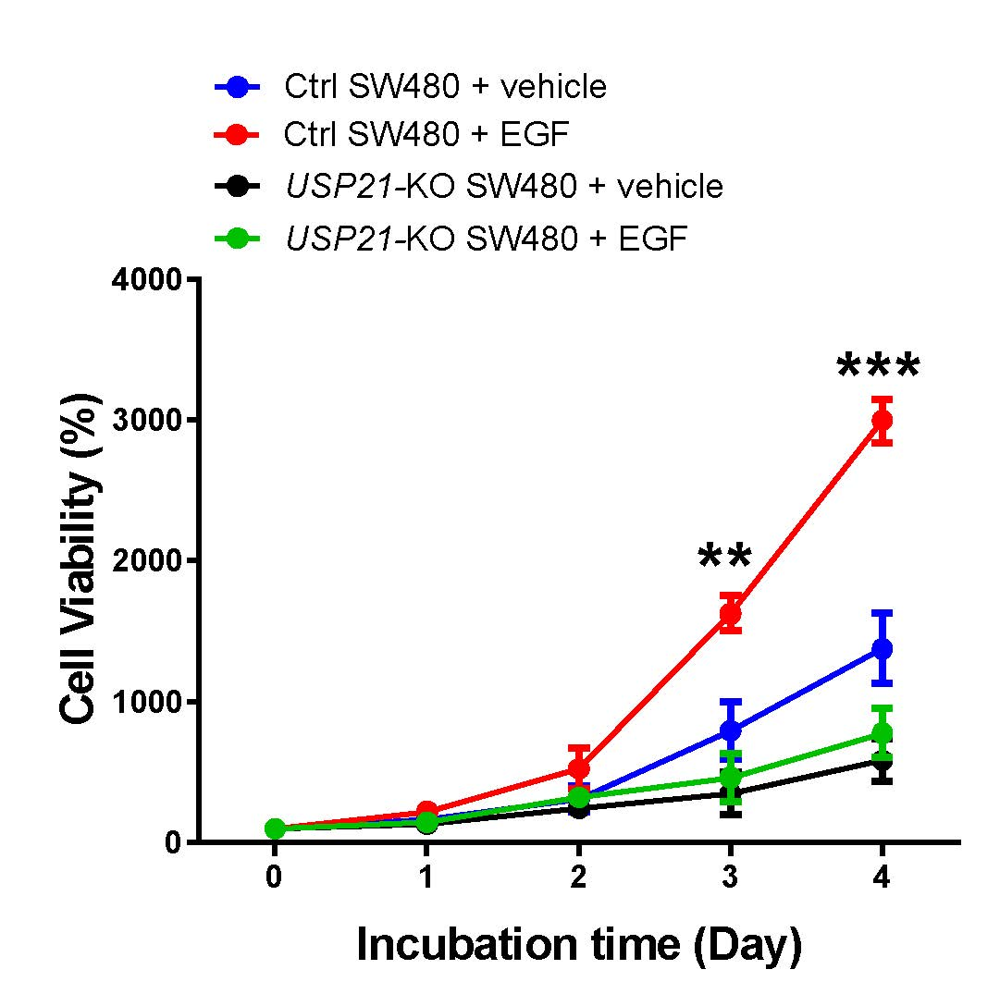 Ctrl SW480 + vehicle
Ctrl SW480 + EGF
USP21-KO SW480 + vehicle
USP21-KO SW480 + EGF
4000
3000
2000
1000
0
Cell Viability (%)
***
**
0 1 2 3 4
Incubation time (Day)